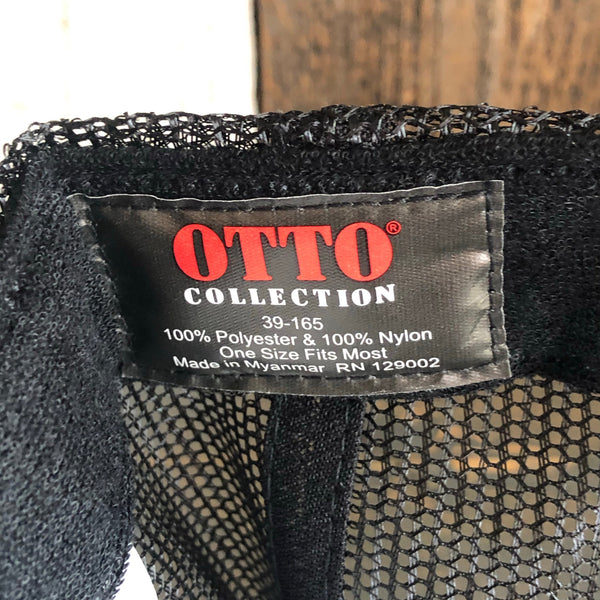 OTTO®
COLLECTION
39-165
100% Polyester & 100% Nylon
One Size Fits Most
Made in Myanmar RN 129002